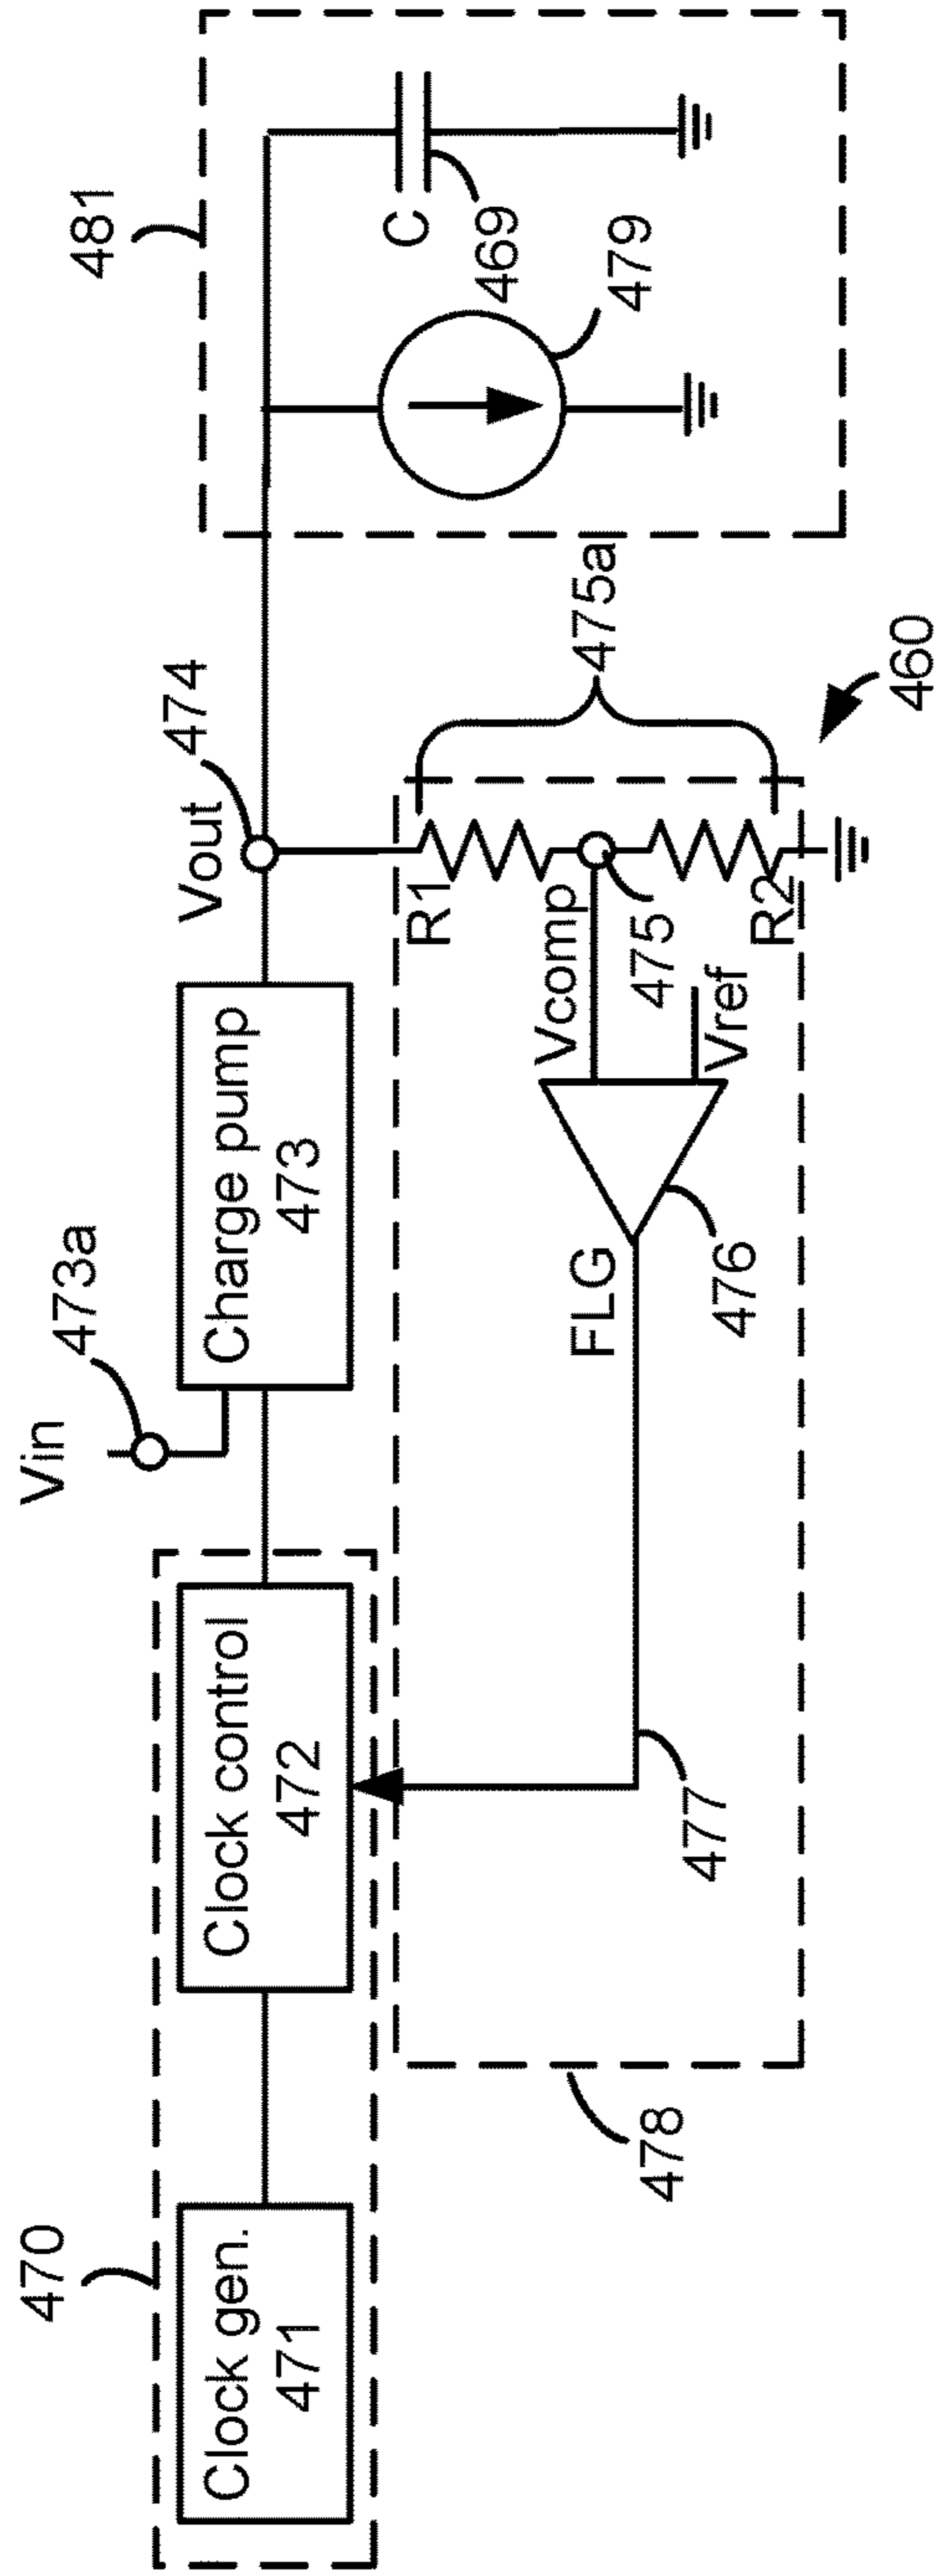 470
Clock gen.
471
Clock control
472
Vin
473a
Charge pump
473
Vout
474
481
C
469
479
R1
475a
Vcomp
475
R2
Vref
FLG
476
477
478
460